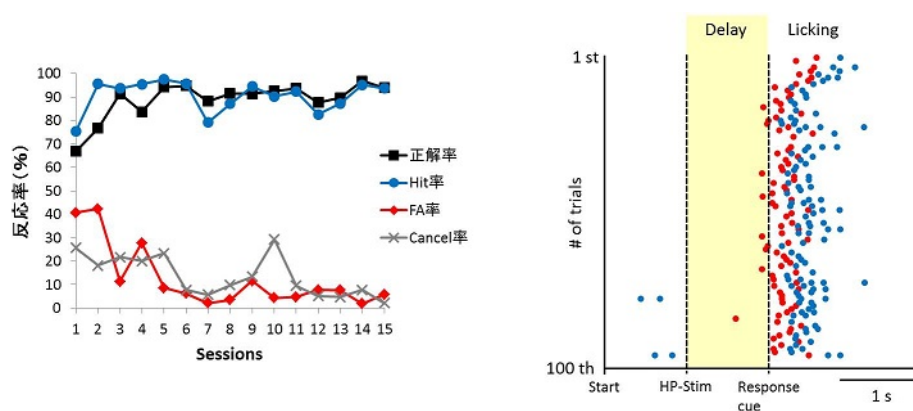 100
90
80
70
60
50
40
30
20
10
0
反応率(%)
1 2 3 4 5 6 7 8 9 10 11 12 13 14 15
Sessions
正解率
Hit率
FA率
Cancel率
Delay Licking
1 st
# of trials
100 th
Start HP-Stim Response cue
1 s